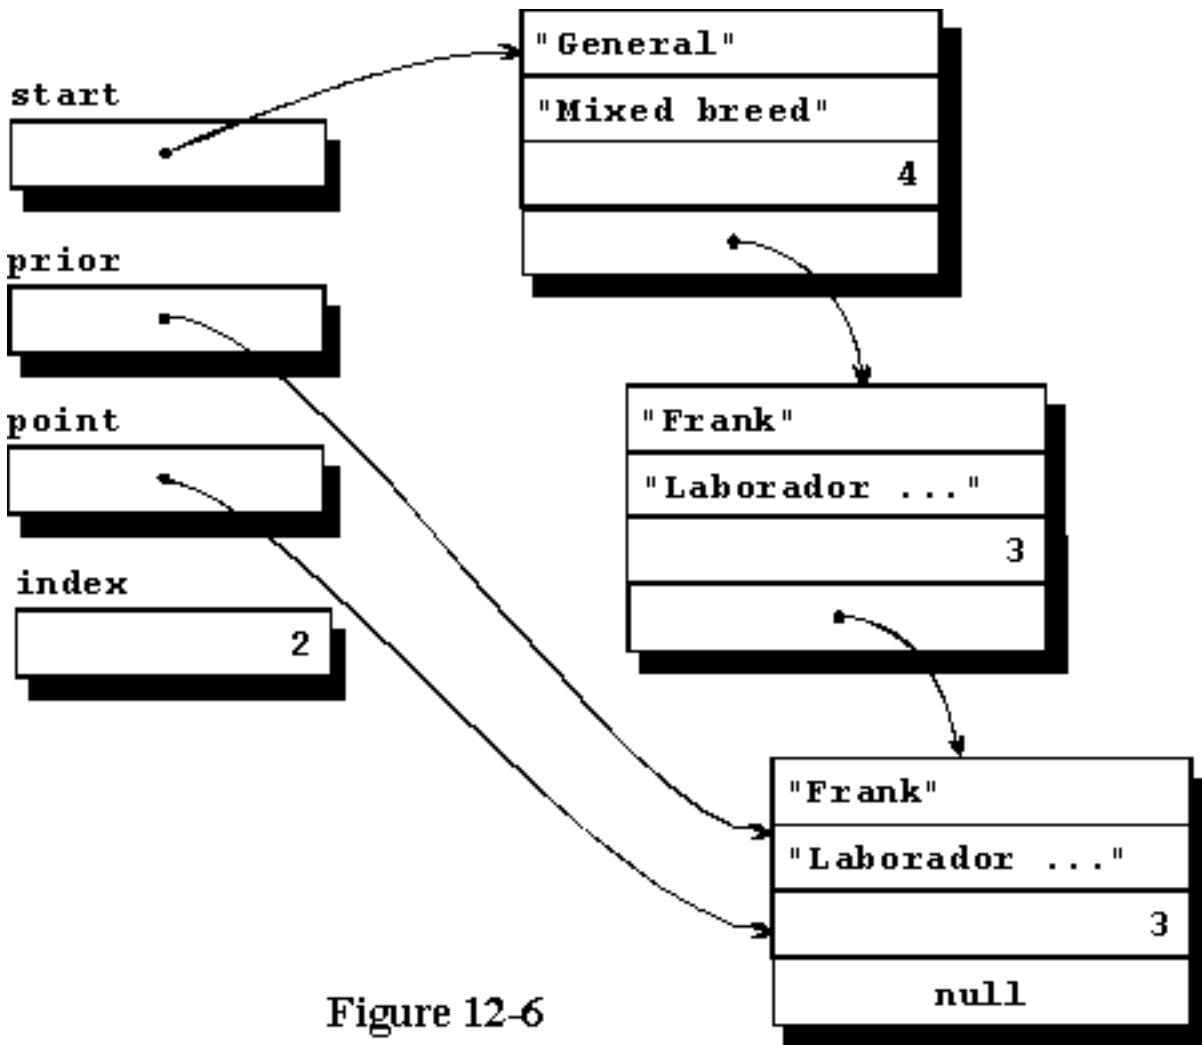 start
prior
point
index
2
"General"
"Mixed breed"
4
"Frank"
"Laborador ..."
3
"Frank"
"Laborador ..."
3
null
Figure 12-6